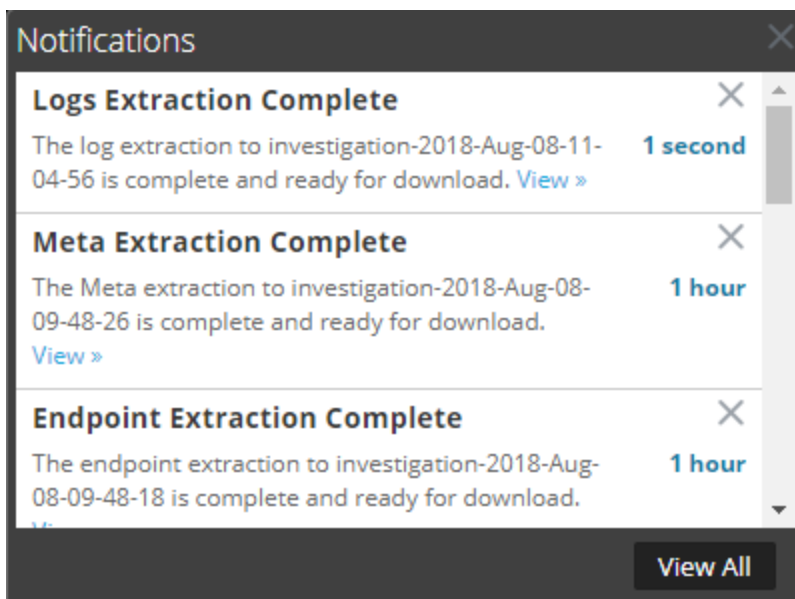 Notifications
Logs Extraction Complete
The log extraction to investigation-2018-Aug-08-11-
1 second
04-56 is complete and ready for download. View »
Meta Extraction Complete
The Meta extraction to investigation-2018-Aug-08-
1 hour
09-48-26 is complete and ready for download.
View »
Endpoint Extraction Complete
The endpoint extraction to investigation-2018-Aug-
1 hour
08-09-48-18 is complete and ready for download.
View All